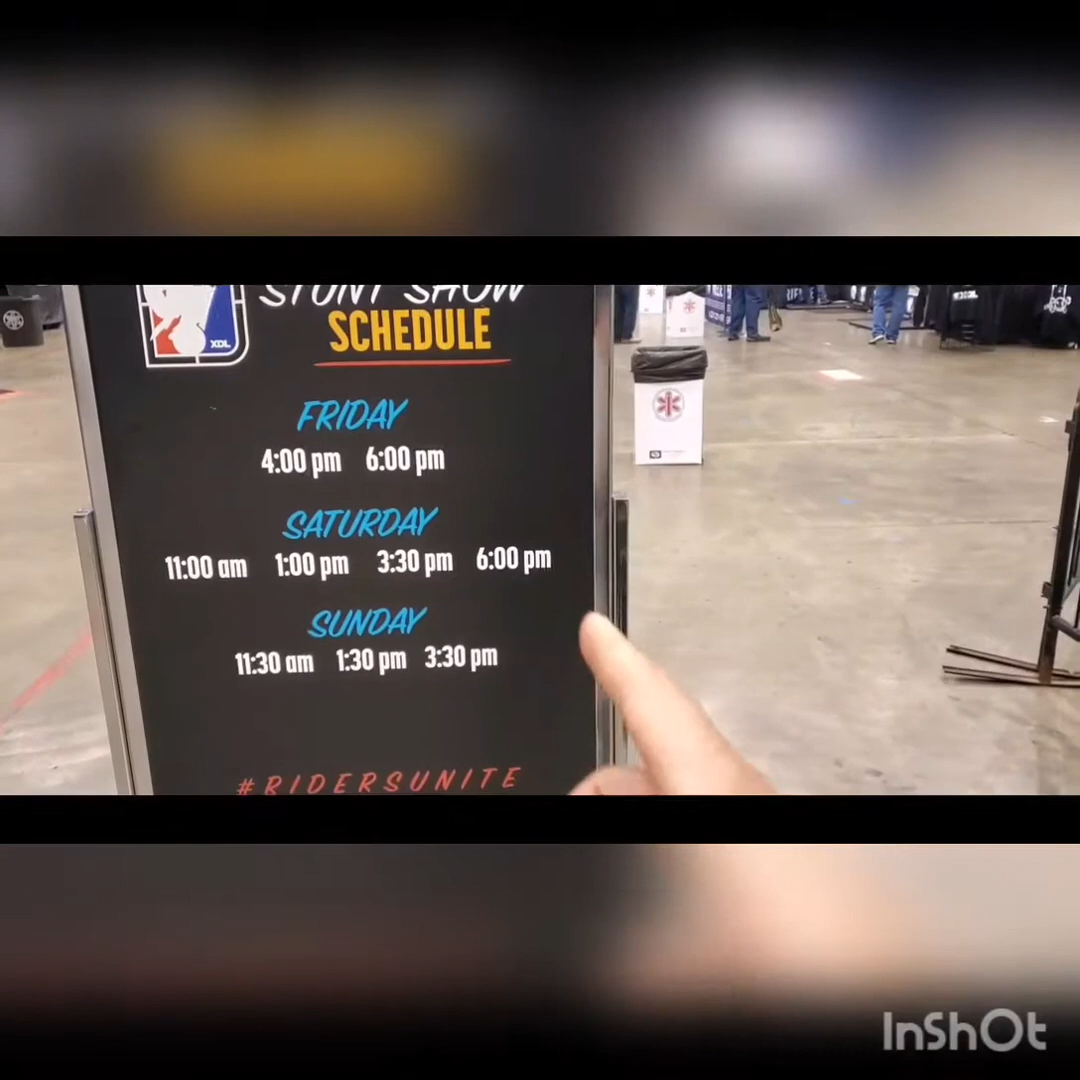 STUNT SHOW
SCHEDULE
XDL
FRIDAY
4:00 pm 6:00 pm
SATURDAY
11:00 am 1:00 pm 3:30 pm 6:00 pm
SUNDAY
11:30 am 1:30 pm 3:30 pm
#RIDERSUNITE
InShOt